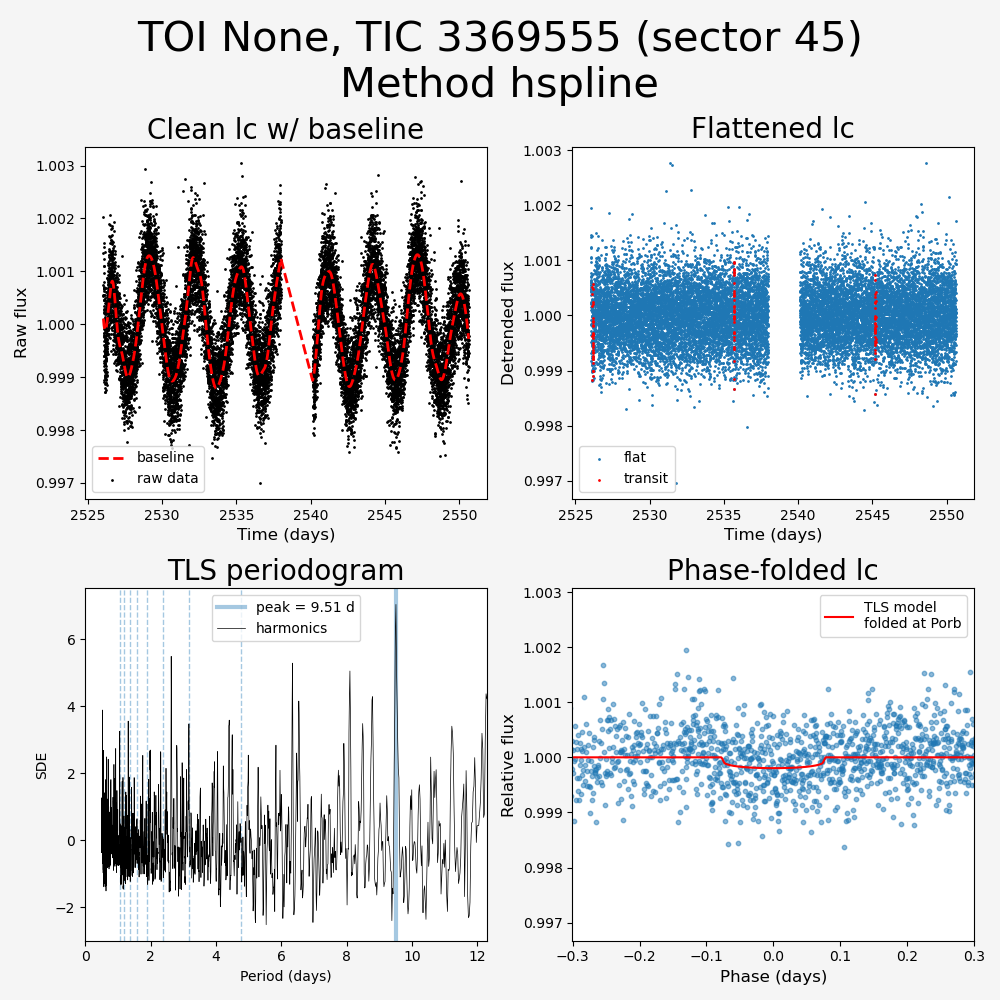 TOI None, TIC 3369555 (sector 45)
Method hspline
Clean lc w/ baseline
Raw flux
1.003
1.002
1.001
1.000
0.999
0.998
0.997
baseline
raw data
2525
2530
2535
2540
2545
2550
Time (days)
Flattened lc
Detrended flux
1.003
1.002
1.001
1.000
0.999
0.998
0.997
flat
transit
2525
2530
2535
2540
2545
2550
Time (days)
TLS periodogram
SDE
6
4
2
0
−2
peak = 9.51 d
harmonics
0
2
4
6
8
10
12
Period (days)
Phase-folded lc
Relative flux
1.003
1.002
1.001
1.000
0.999
0.998
0.997
TLS model
folded at Porb
−0.3
−0.2
−0.1
0.0
0.1
0.2
0.3
Phase (days)